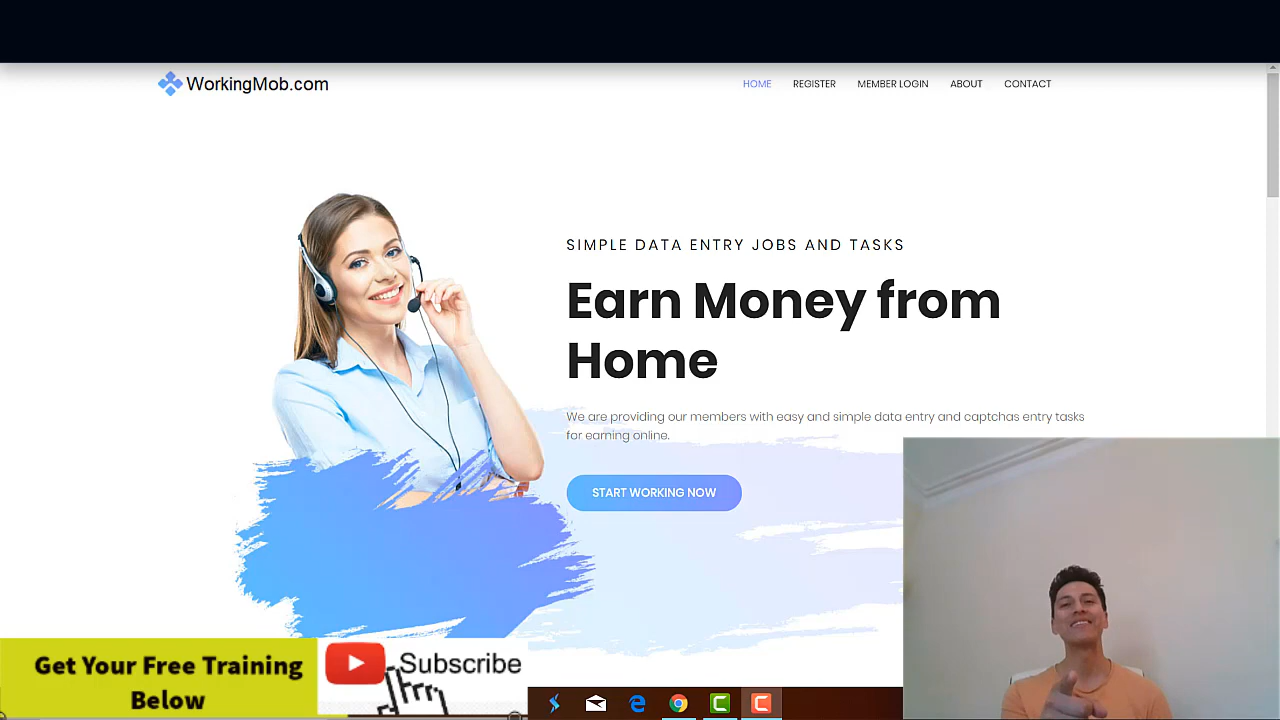 WorkingMob.com
HOME REGISTER MEMBER LOGIN ABOUT CONTACT
SIMPLE DATA ENTRY JOBS AND TASKS
Earn Money from
Home
We are providing our members with easy and simple data entry and captchas entry tasks
for earning online.
START WORKING NOW
Get Your Free Training
Below
Subscribe